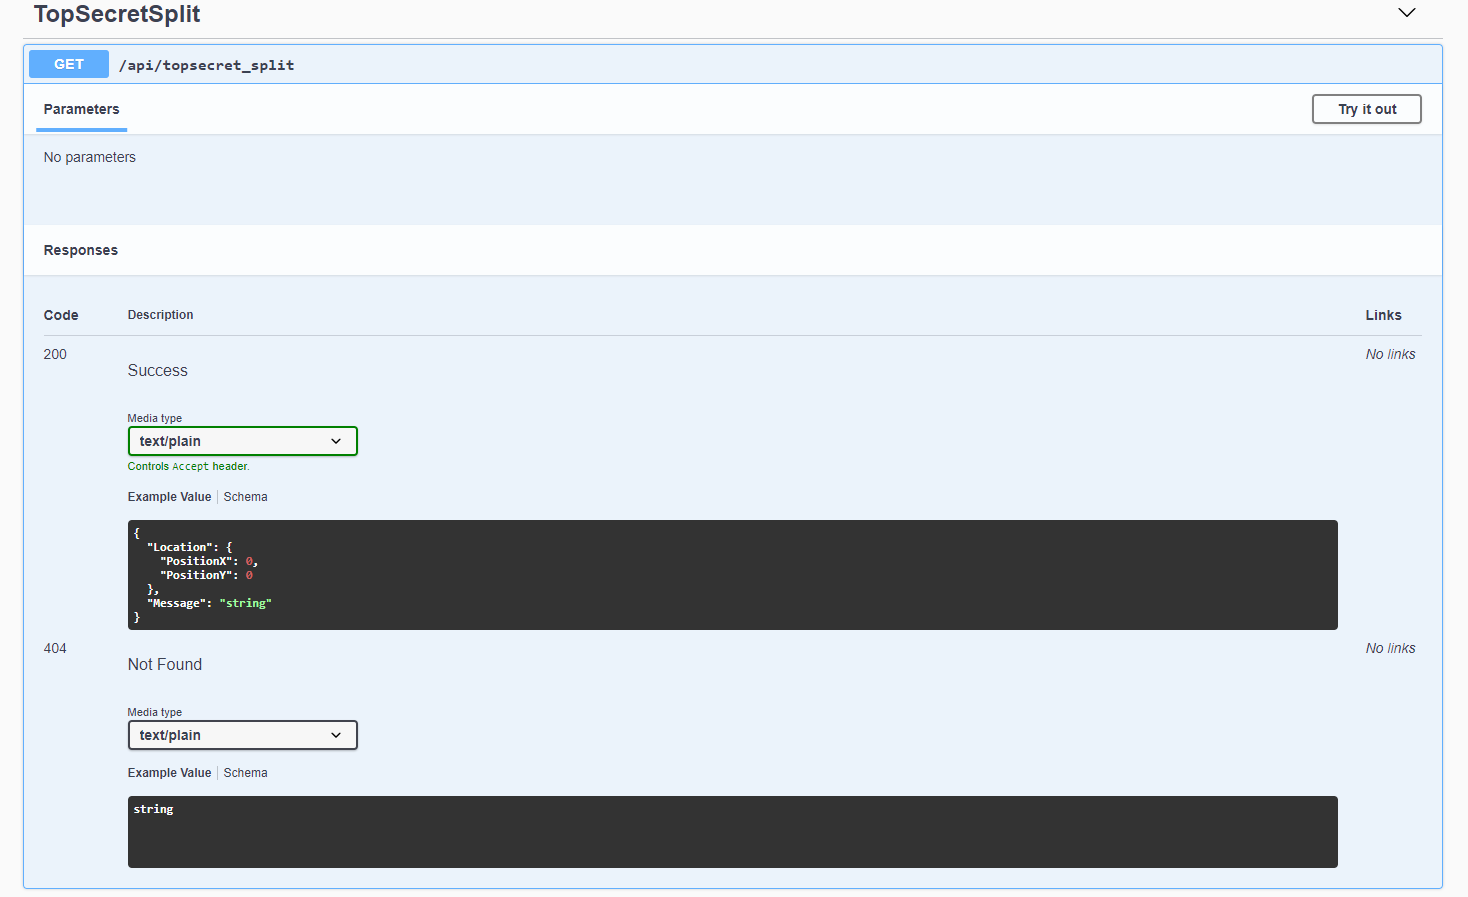 TopSecretSplit
GET /api/topsecret_split
Parameters Try it out
No parameters
Responses
Code Description Links
200 No links
Success
Media type
text/plain
Controls Accept header.
Example Value Schema
{
  "Location": {
    "PositionX": 0,
    "PositionY": 0
  },
  "Message": "string"
}
404 No links
Not Found
Media type
text/plain
Example Value Schema
string